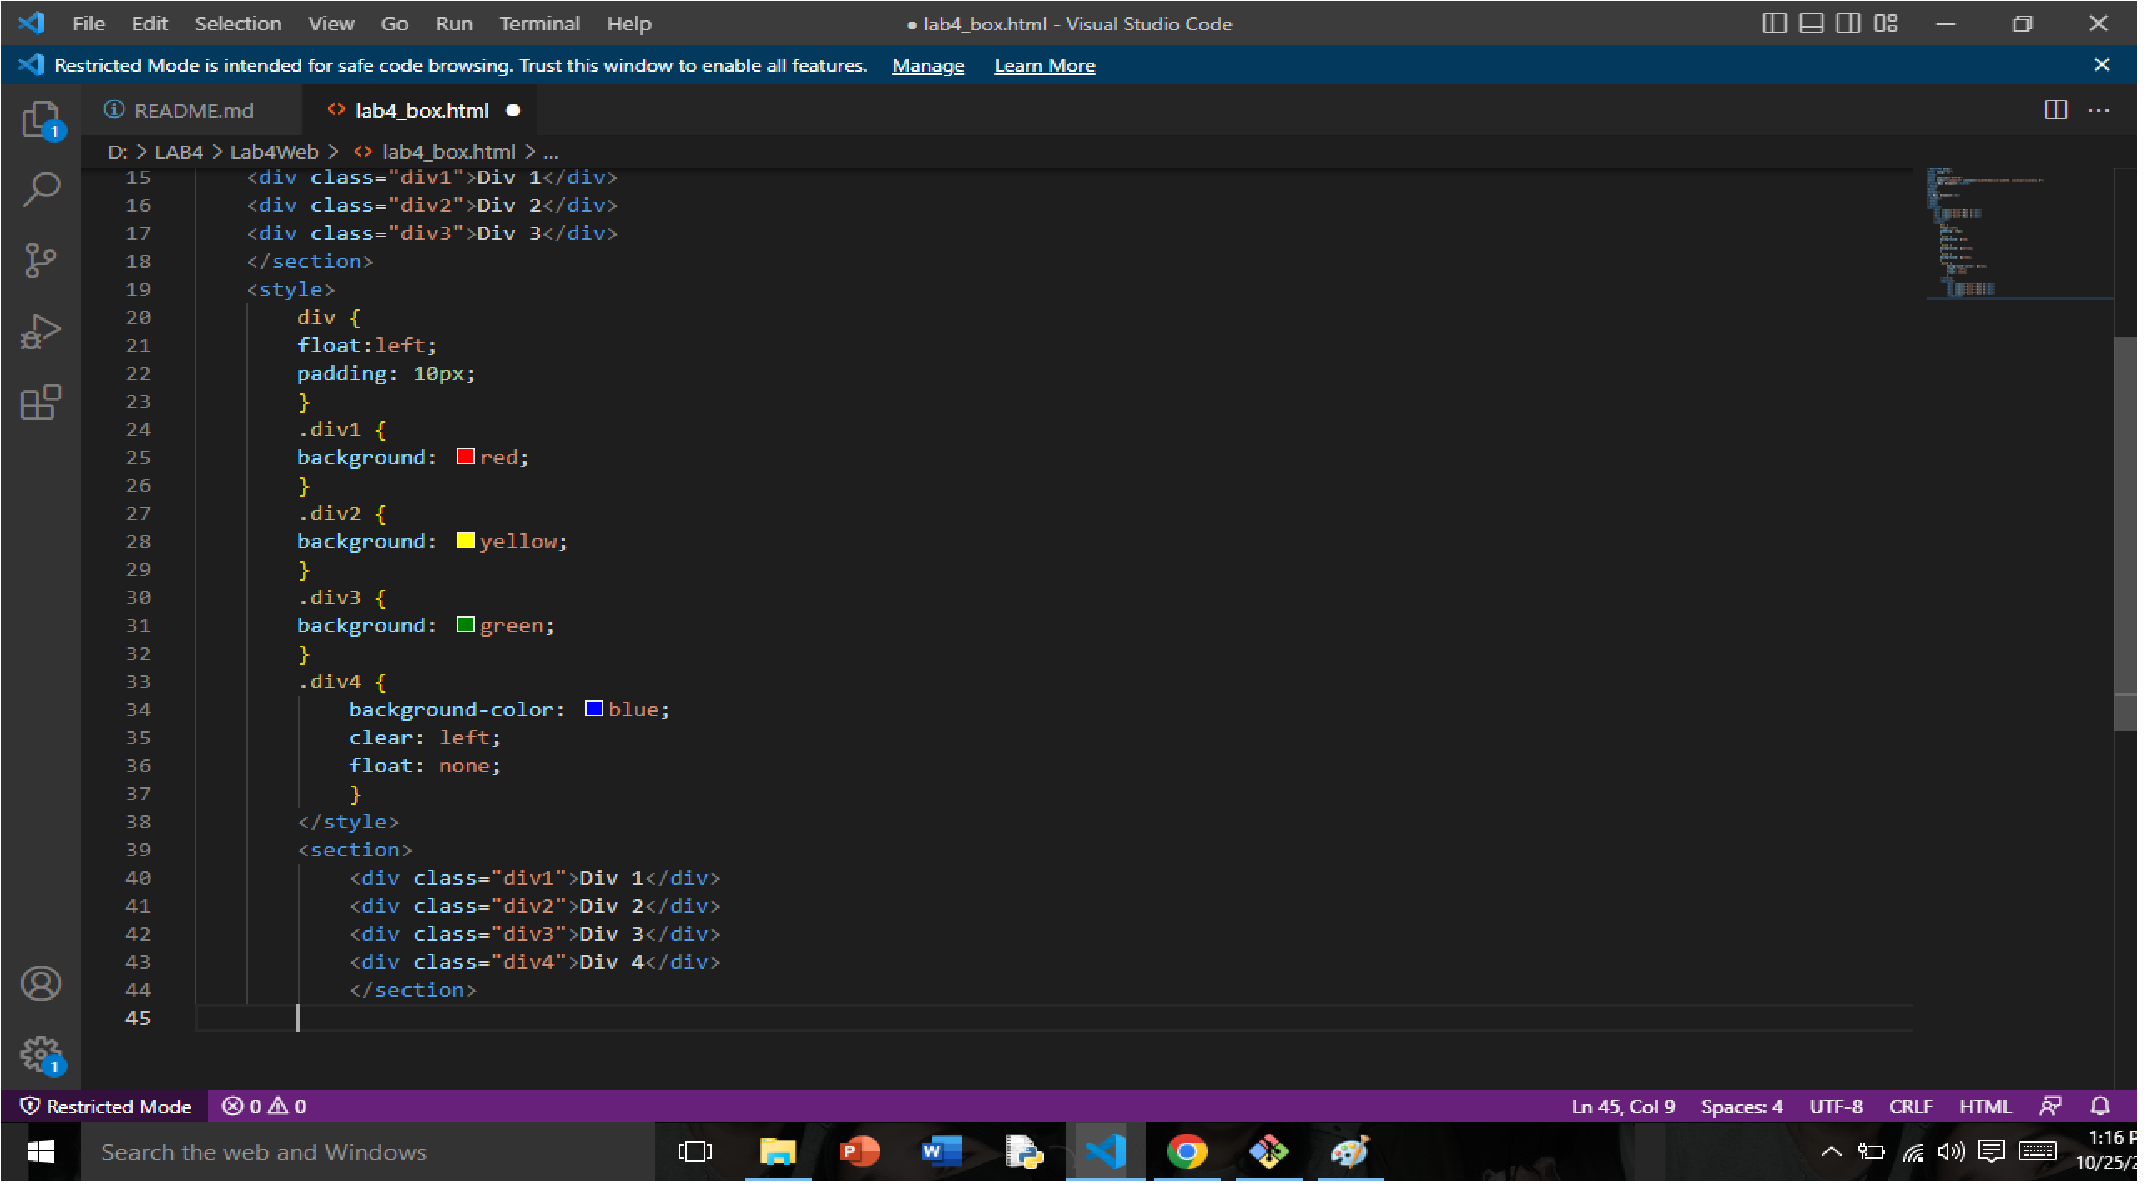 File Edit Selection View Go Run Terminal Help ● lab4_box.html - Visual Studio Code
Restricted Mode is intended for safe code browsing. Trust this window to enable all features. Manage Learn More
README.md lab4_box.html
D: > LAB4 > Lab4Web > lab4_box.html > ...
15 <div class="div1">Div 1</div>
16 <div class="div2">Div 2</div>
17 <div class="div3">Div 3</div>
18 </section>
19 <style>
20 div {
21 float:left;
22 padding: 10px;
23 }
24 .div1 {
25 background: red;
26 }
27 .div2 {
28 background: yellow;
29 }
30 .div3 {
31 background: green;
32 }
33 .div4 {
34 background-color: blue;
35 clear: left;
36 float: none;
37 }
38 </style>
39 <section>
40 <div class="div1">Div 1</div>
41 <div class="div2">Div 2</div>
42 <div class="div3">Div 3</div>
43 <div class="div4">Div 4</div>
44 </section>
45
1
1
Restricted Mode 0 0 Ln 45, Col 9 Spaces: 4 UTF-8 CRLF HTML
Search the web and Windows
1:16 P
10/25/2